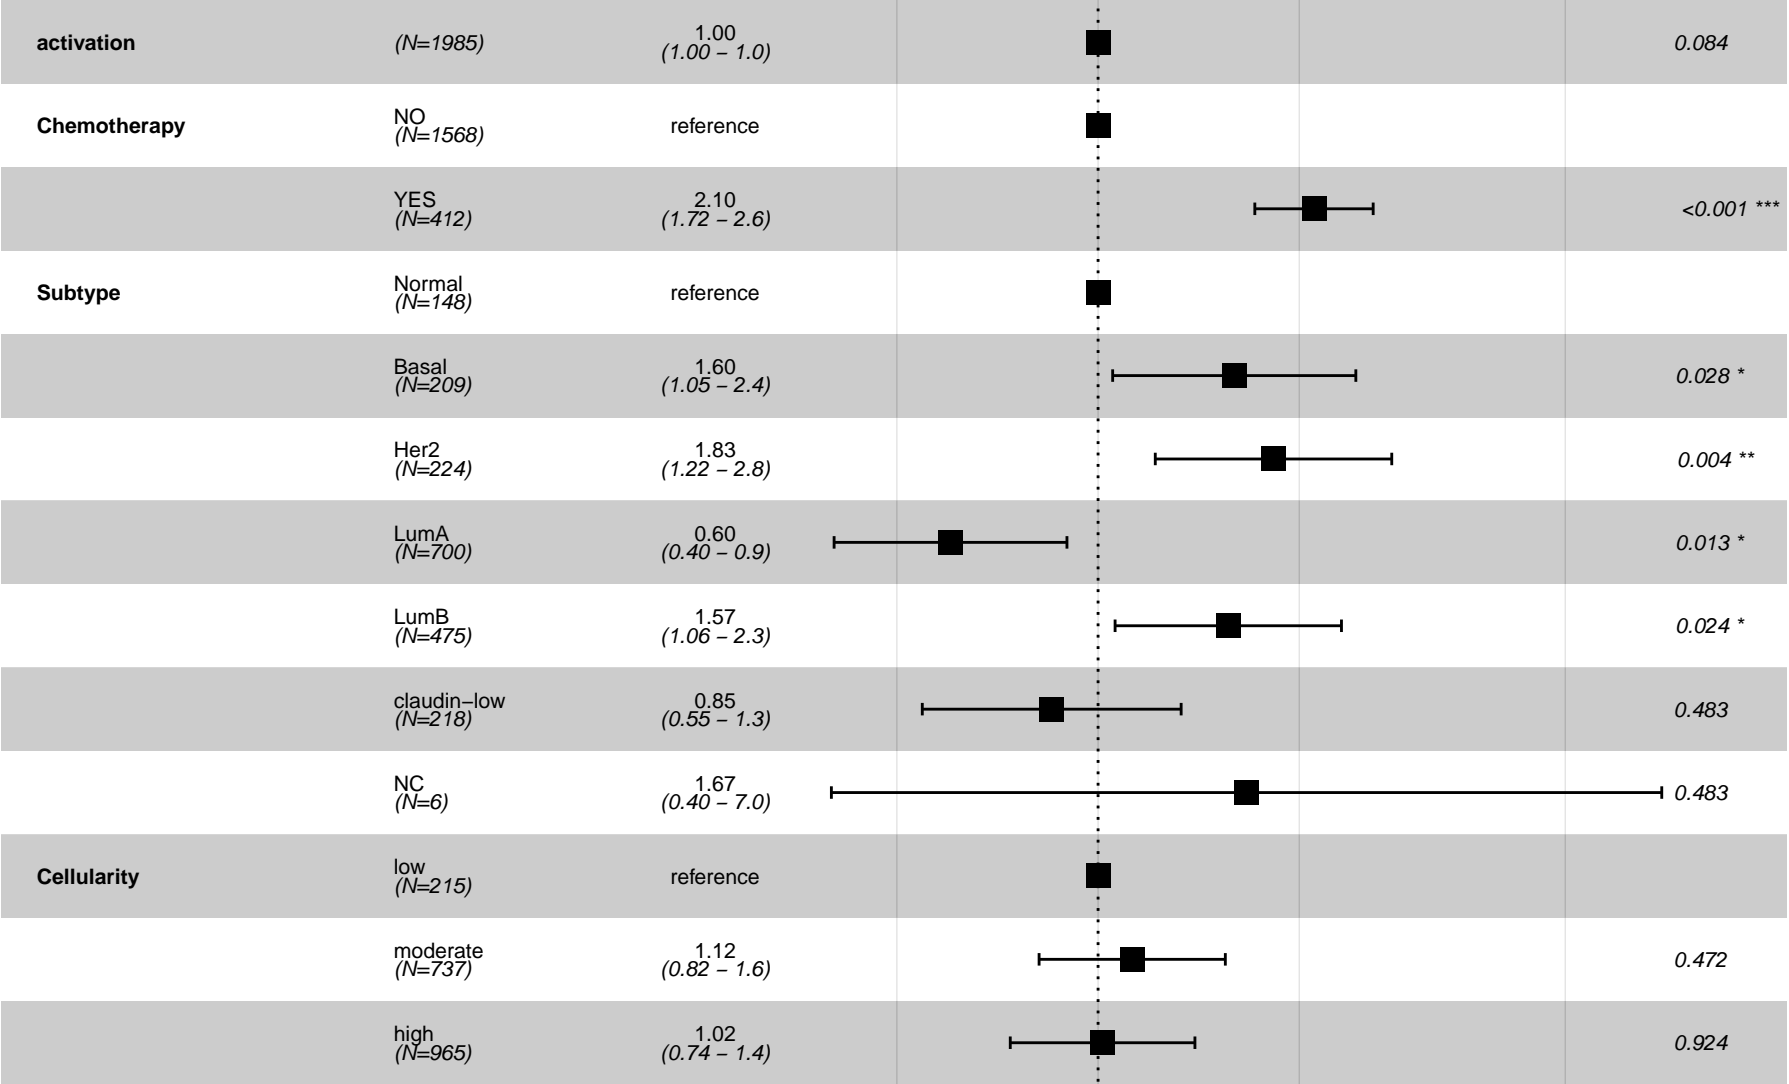 activation (N=1985) 1.00 0.084
(1.00 − 1.0)
Chemotherapy NO reference
(N=1568)
YES 2.10 <0.001 ***
(N=412) (1.72 − 2.6)
Subtype Normal reference
(N=148)
Basal 1.60 0.028 *
(N=209) (1.05 − 2.4)
Her2 1.83 0.004 **
(N=224) (1.22 − 2.8)
LumA 0.60 0.013 *
(N=700) (0.40 − 0.9)
LumB 1.57 0.024 *
(N=475) (1.06 − 2.3)
claudin−low 0.85 0.483
(N=218) (0.55 − 1.3)
NC 1.67 0.483
(N=6) (0.40 − 7.0)
Cellularity low reference
(N=215)
moderate 1.12 0.472
(N=737) (0.82 − 1.6)
high 1.02 0.924
(N=965) (0.74 − 1.4)